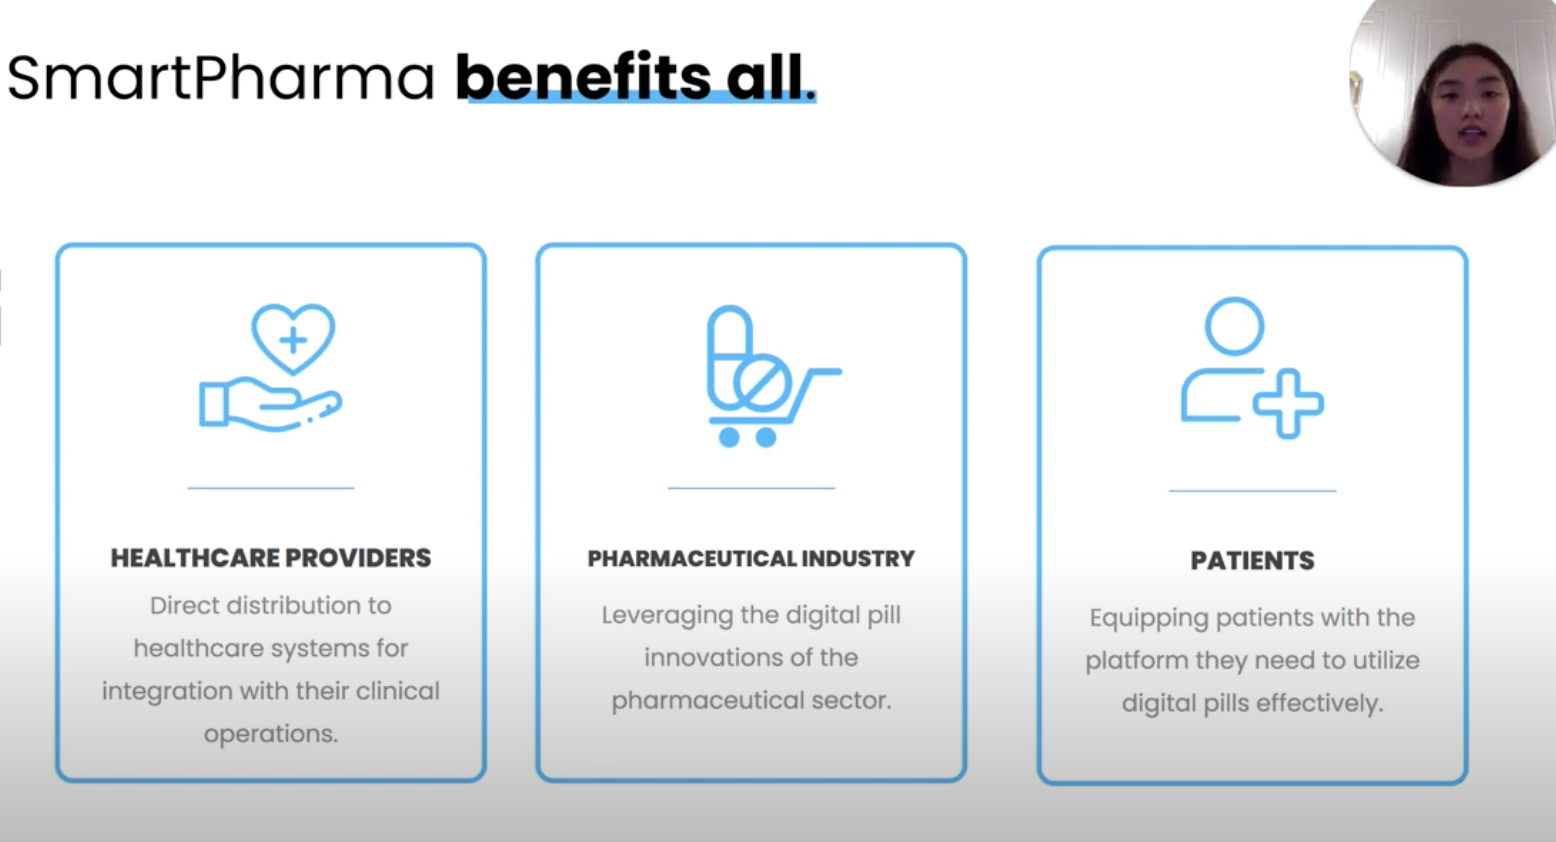 SmartPharma benefits all.
HEALTHCARE PROVIDERS
Direct distribution to
healthcare systems for
integration with their clinical
operations.
PHARMACEUTICAL INDUSTRY
Leveraging the digital pill
innovations of the
pharmaceutical sector.
PATIENTS
Equipping patients with the
platform they need to utilize
digital pills effectively.